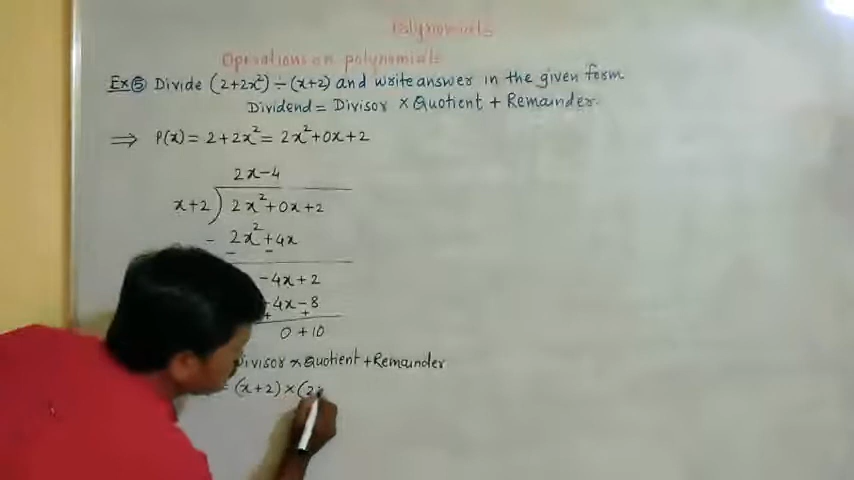 Polynomials
Operations on polynomials
Ex⑤ Divide (2+2x²) ÷ (x+2) and write answer in the given form
Dividend = Divisor × Quotient + Remainder.
⇒ P(x) = 2+2x² = 2x²+0x+2
2x-4
x+2 ) 2x²+0x+2
- 2x²+4x
- -
-4x+2
-4x-8
+ +
0 +10
Divisor × Quotient + Remainder
= (x+2) × (2x